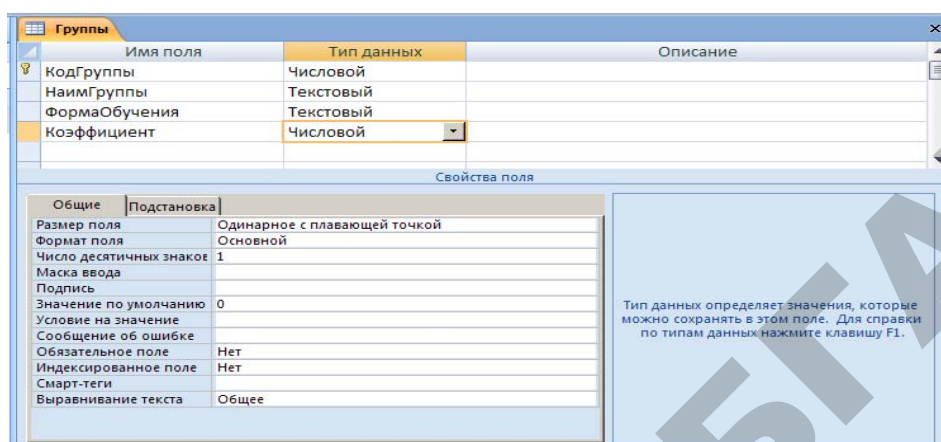 Группы
Имя поля Тип данных Описание
КодГруппы Числовой
НаимГруппы Текстовый
ФормаОбучения Текстовый
Коэффициент Числовой
Свойства поля
Общие Подстановка
Размер поля Одинарное с плавающей точкой
Формат поля Основной
Число десятичных знаков 1
Маска ввода
Подпись
Значение по умолчанию 0
Условие на значение
Сообщение об ошибке
Обязательное поле Нет
Индексированное поле Нет
Смарт-теги
Выравнивание текста Общее
Тип данных определяет значения, которые
можно сохранять в этом поле. Для справки
по типам данных нажмите клавишу F1.
БГА